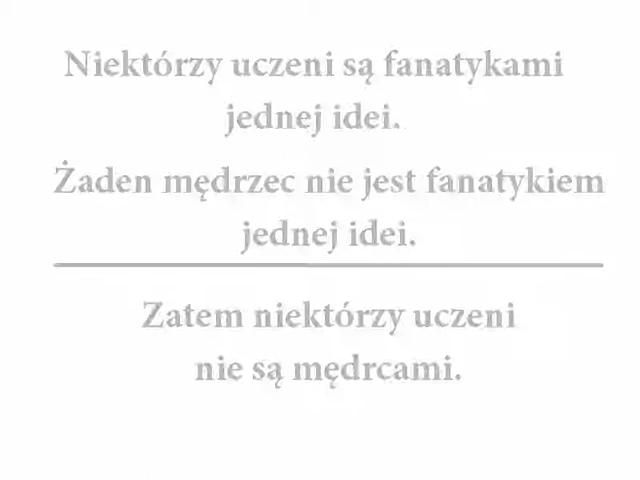 Niektórzy uczeni są fanatykami
jednej idei.
Żaden mędrzec nie jest fanatykiem
jednej idei.
Zatem niektórzy uczeni
nie są mędrcami.